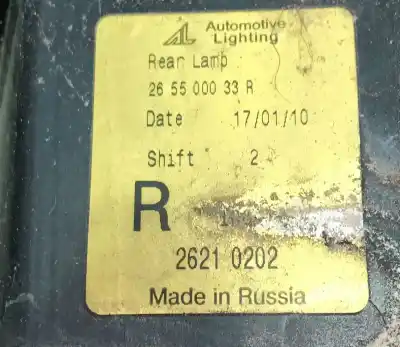 AL Automotive
Lighting
Rear Lamp
26 55 000 33 R
Date 17/01/10
Shift 2
R
2621 0202
Made in Russia